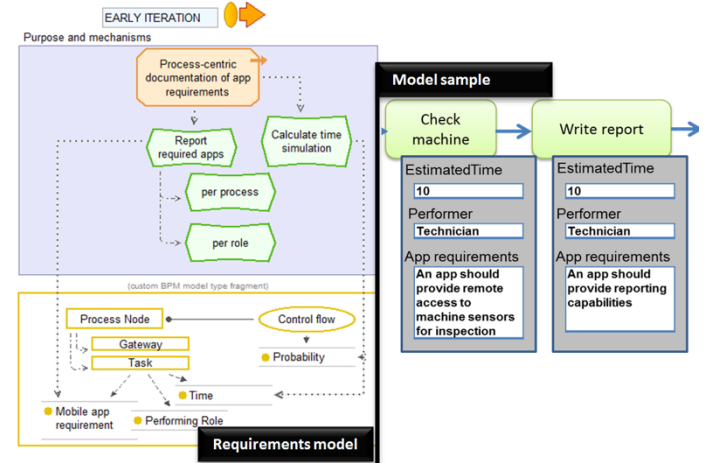 EARLY ITERATION
Purpose and mechanisms
Process-centric
documentation of app
requirements
Report
required apps
Calculate time
simulation
per process
per role
(custom BPM model type fragment)
Process Node
Control flow
Gateway
Task
Probability
Time
Mobile app
requirement
Performing Role
Requirements model
Model sample
Check
machine
EstimatedTime
10
Performer
Technician
App requirements
An app should
provide remote
access to
machine sensors
for inspection
Write report
EstimatedTime
10
Performer
Technician
App requirements
An app should
provide reporting
capabilities